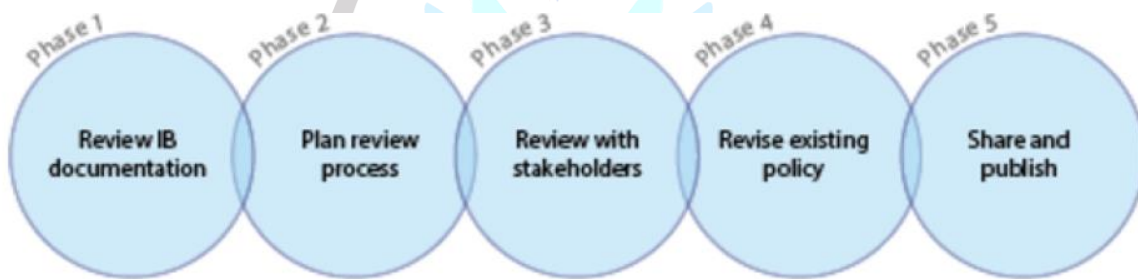 Phase 1
Review IB
documentation
Phase 2
Plan review
process
Phase 3
Review with
stakeholders
Phase 4
Revise existing
policy
Phase 5
Share and
publish